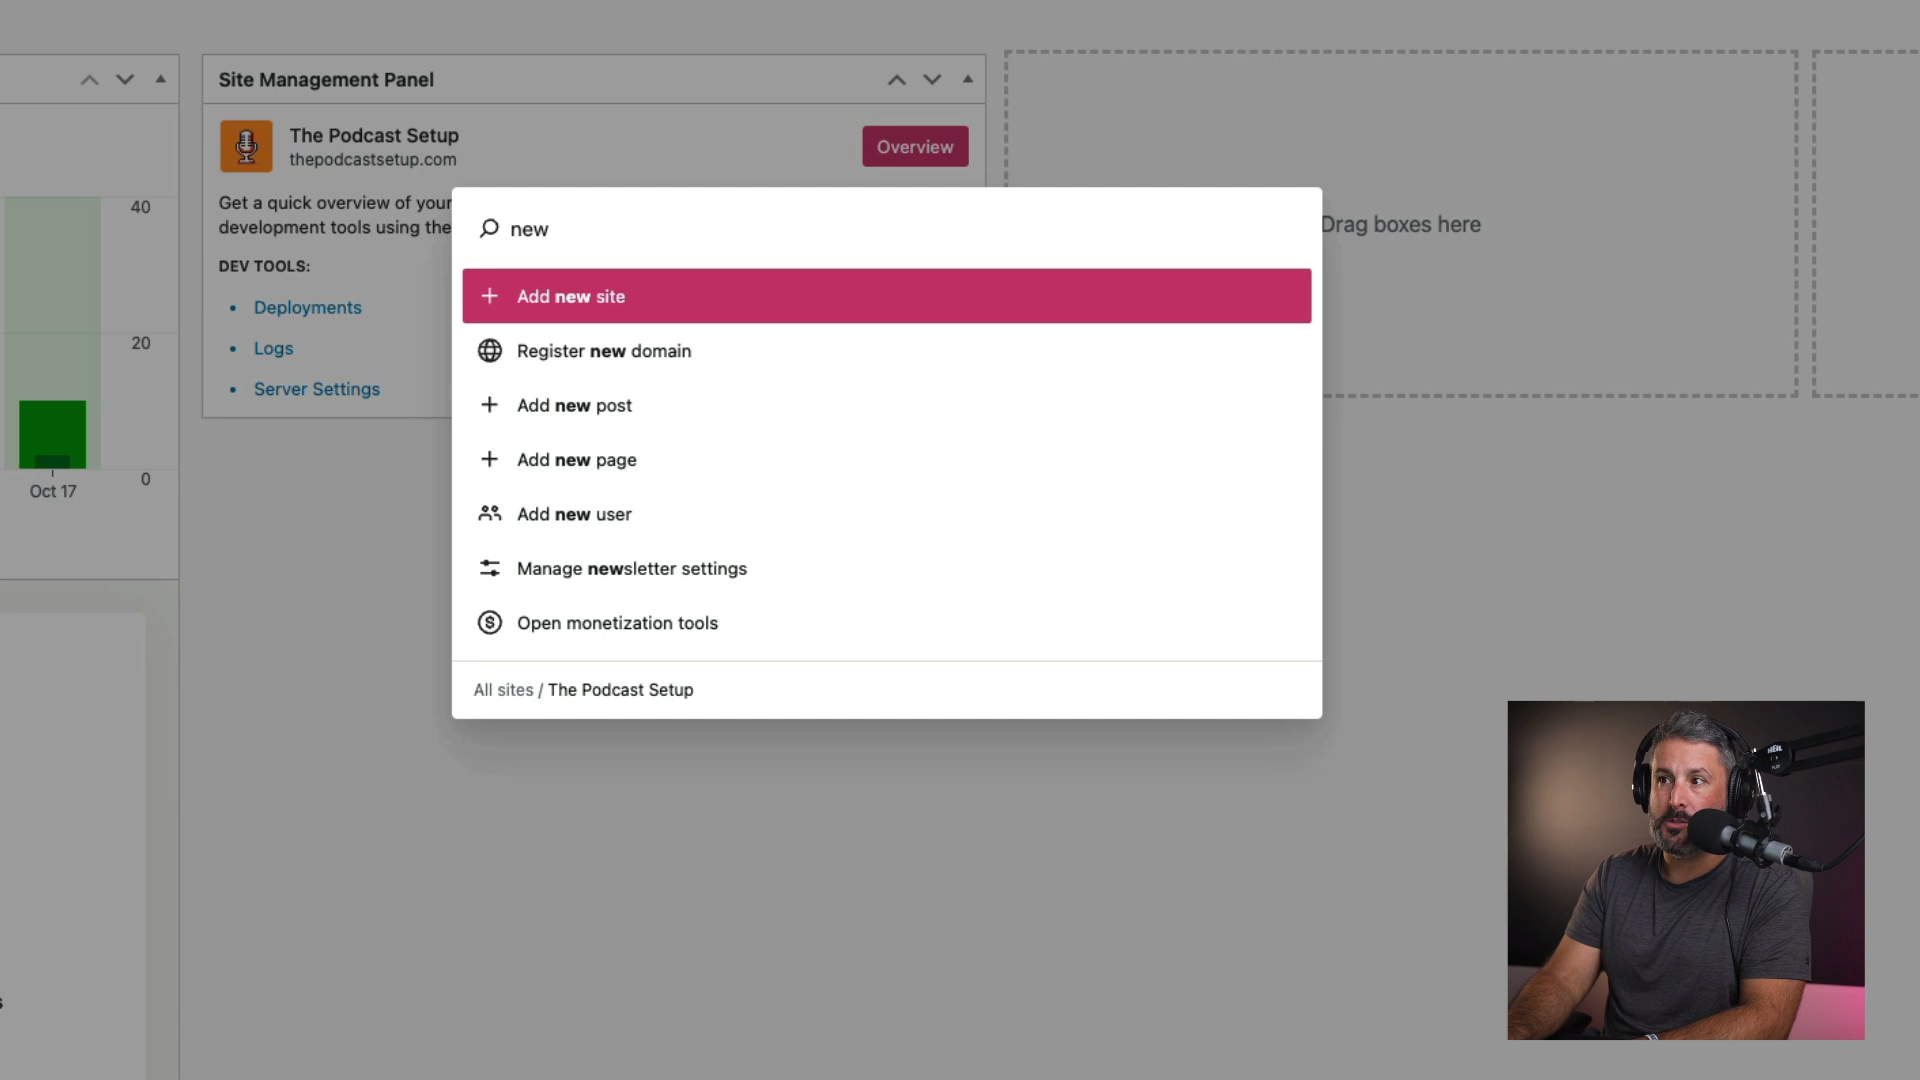 Site Management Panel
The Podcast Setup
thepodcastsetup.com
Overview
Get a quick overview of your
development tools using the
DEV TOOLS:
Deployments
Logs
Server Settings
40
20
0
Oct 17
new
Add new site
Register new domain
Add new post
Add new page
Add new user
Manage newsletter settings
Open monetization tools
All sites / The Podcast Setup
Drag boxes here